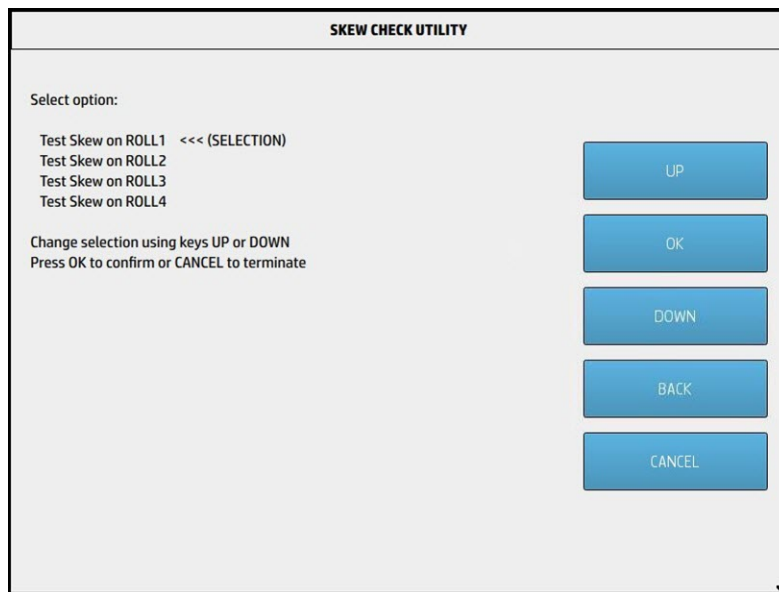 SKEW CHECK UTILITY
Select option:
Test Skew on ROLL1 <<< (SELECTION)
Test Skew on ROLL2
Test Skew on ROLL3
Test Skew on ROLL4
Change selection using keys UP or DOWN
Press OK to confirm or CANCEL to terminate
UP
OK
DOWN
BACK
CANCEL